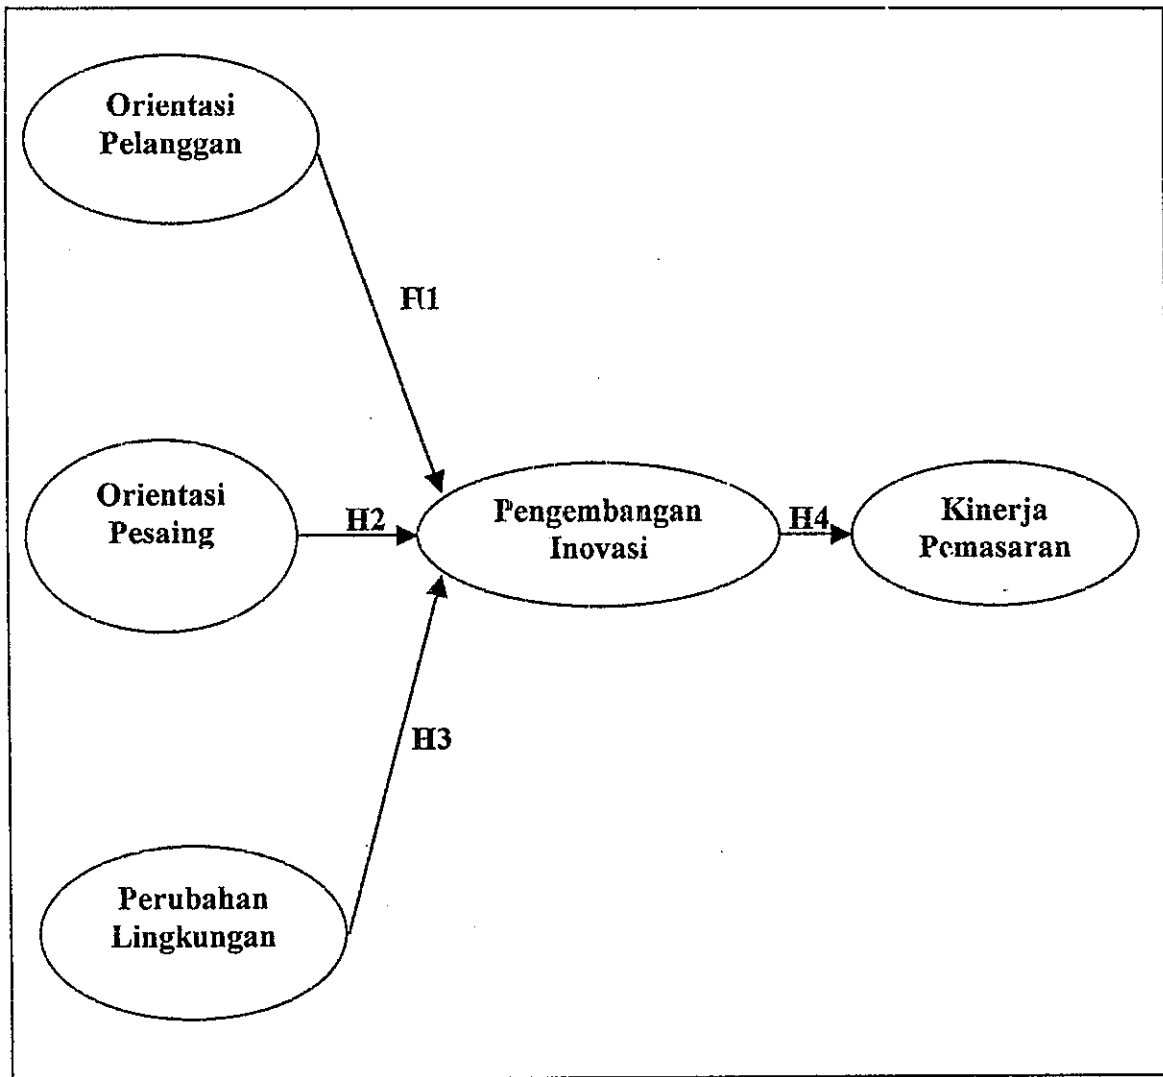 Orientasi
Pelanggan
H1
Orientasi
Pesaing
H2
Pengembangan
Inovasi
H4
Kinerja
Pemasaran
H3
Perubahan
Lingkungan